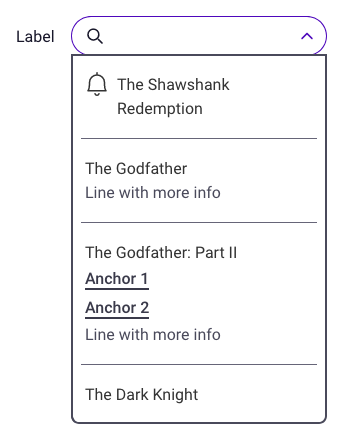 Label
The Shawshank
Redemption
The Godfather
Line with more info
The Godfather: Part II
Anchor 1
Anchor 2
Line with more info
The Dark Knight